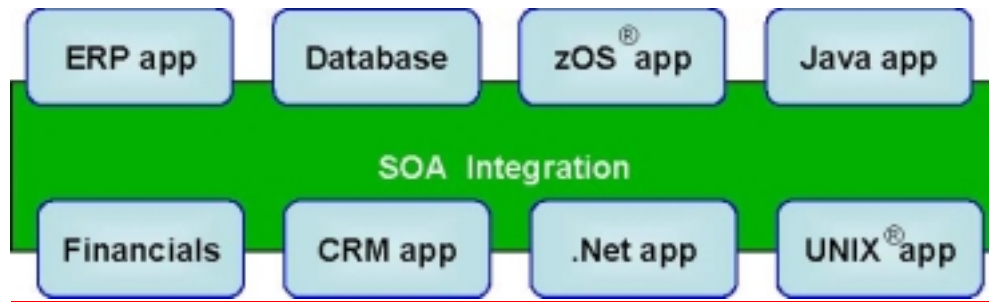 ERP app
Database
zOS® app
Java app
SOA Integration
Financials
CRM app
.Net app
UNIX® app